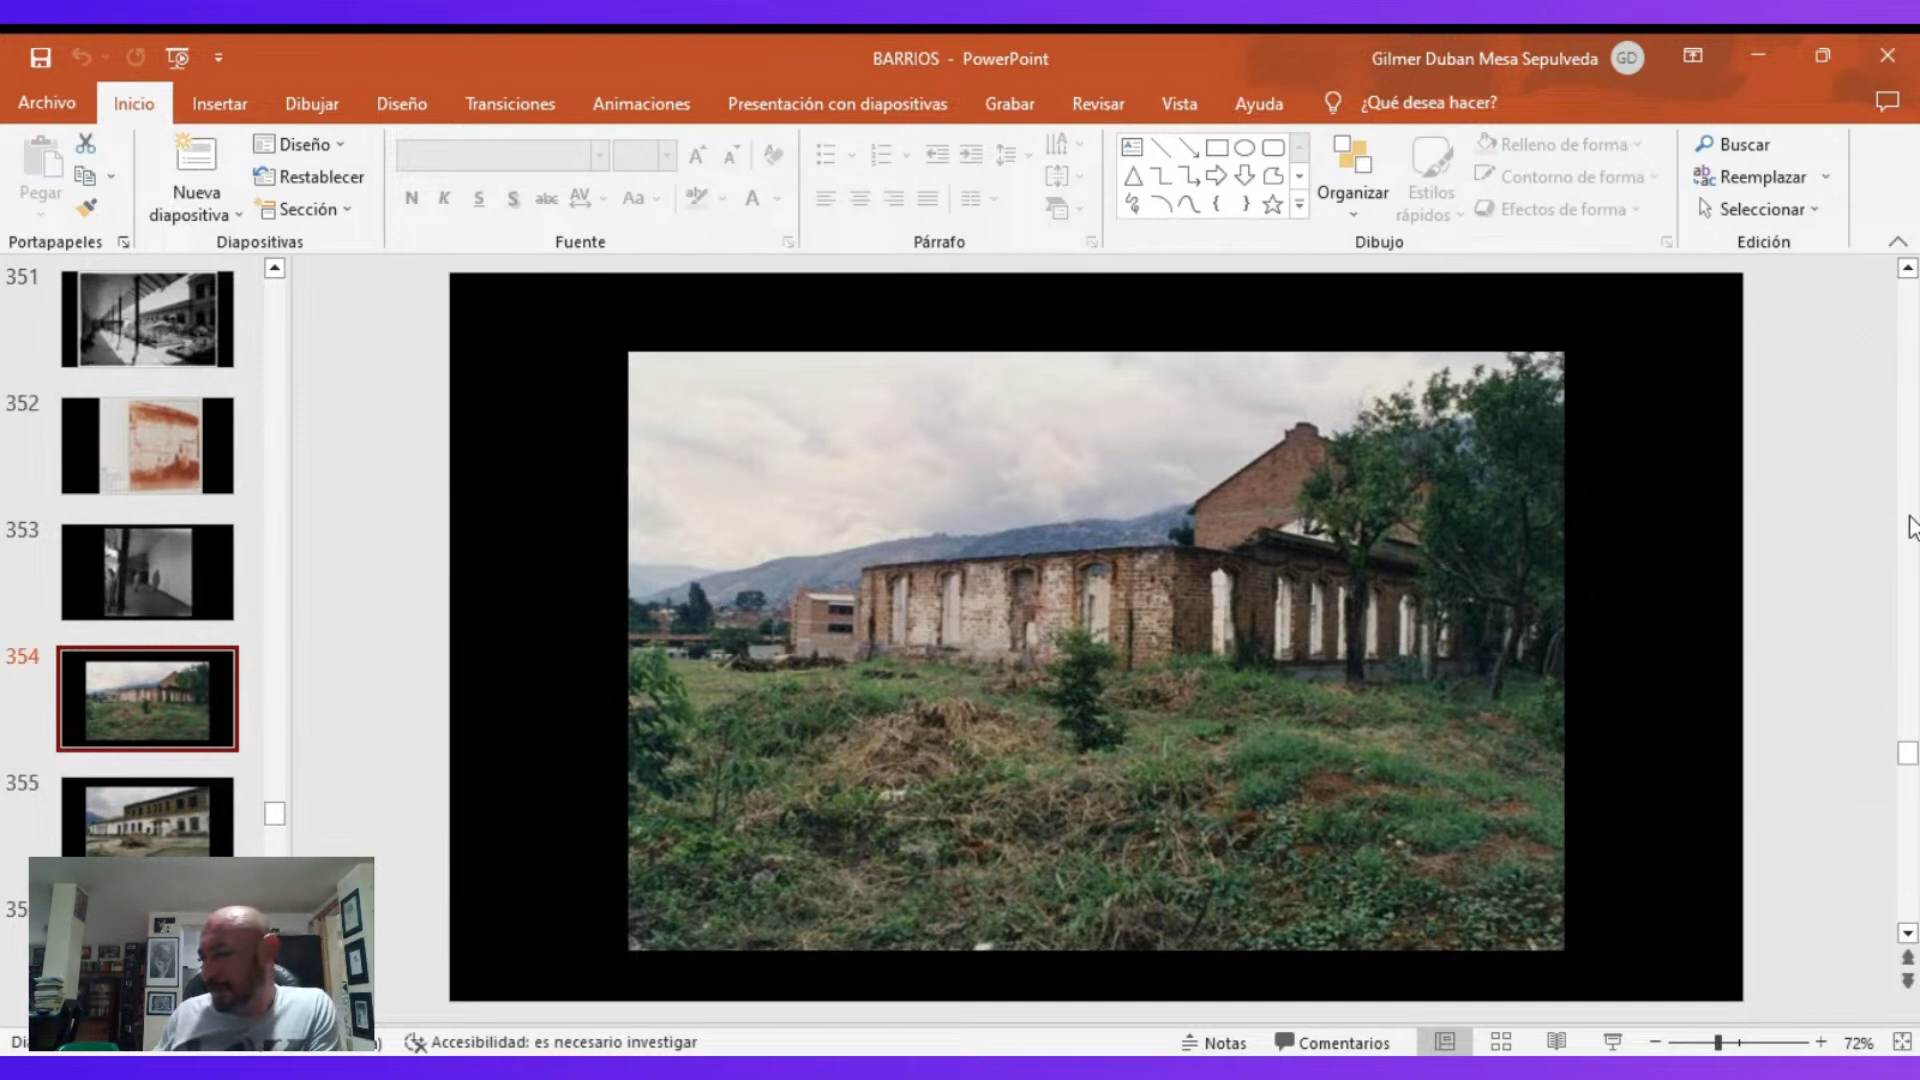 BARRIOS - PowerPoint
Gilmer Duban Mesa Sepulveda
GD
Archivo
Inicio
Insertar
Dibujar
Diseño
Transiciones
Animaciones
Presentación con diapositivas
Grabar
Revisar
Vista
Ayuda
¿Qué desea hacer?
Pegar
Nueva
diapositiva
Diseño
Restablecer
Sección
N K S S abc AV Aa A
Organizar
Estilos
rápidos
Relleno de forma
Contorno de forma
Efectos de forma
Buscar
Reemplazar
Seleccionar
Portapapeles
Diapositivas
Fuente
Párrafo
Dibujo
Edición
351
352
353
354
355
Accesibilidad: es necesario investigar
Notas
Comentarios
72%